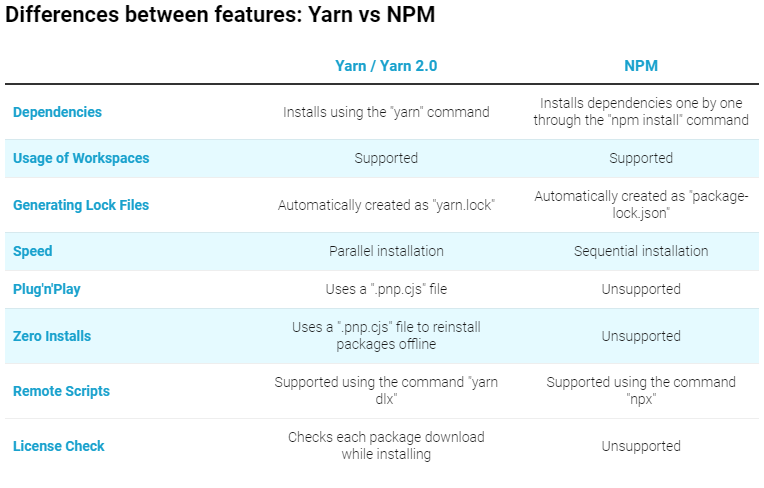 Differences between features: Yarn vs NPM
Yarn / Yarn 2.0
NPM
Dependencies
Installs using the "yarn" command
Installs dependencies one by one
through the "npm install" command
Usage of Workspaces
Supported
Supported
Generating Lock Files
Automatically created as "yarn.lock"
Automatically created as "package-
lock.json"
Speed
Parallel installation
Sequential installation
Plug'n'Play
Uses a ".pnp.cjs" file
Unsupported
Zero Installs
Uses a ".pnp.cjs" file to reinstall
packages offline
Unsupported
Remote Scripts
Supported using the command "yarn
dlx"
Supported using the command
"npx"
License Check
Checks each package download
while installing
Unsupported